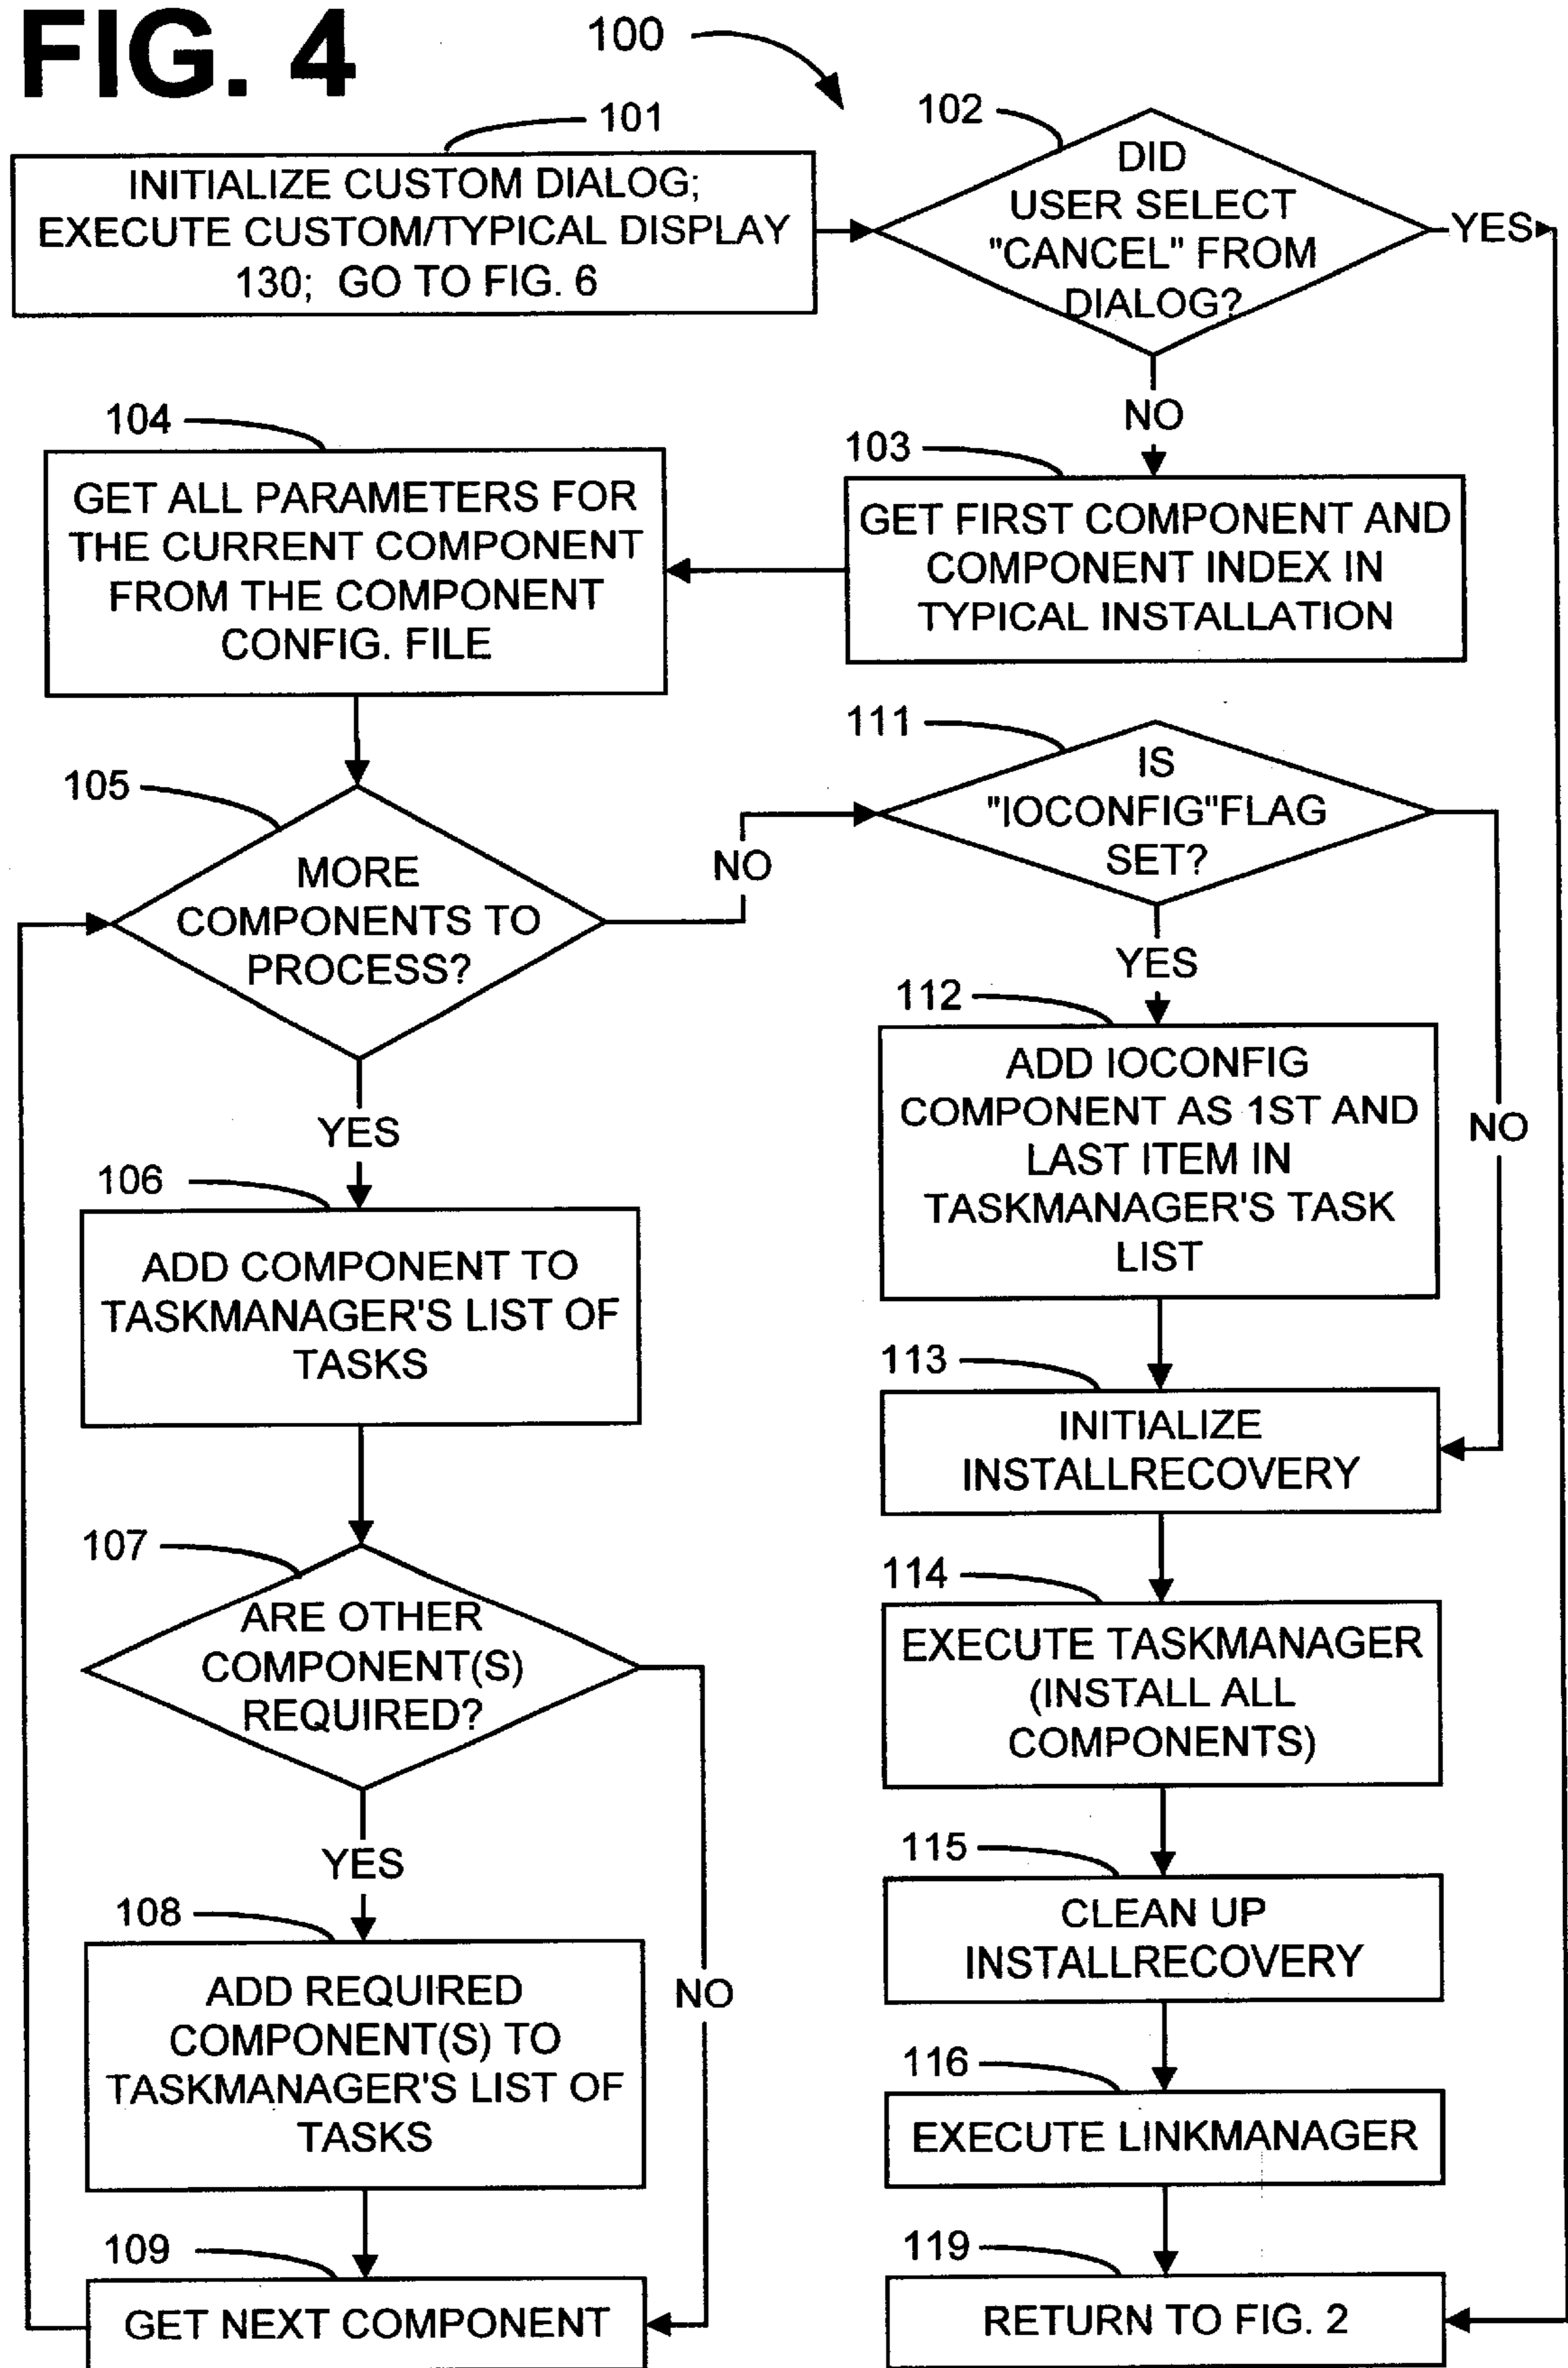 FIG. 4
100
101
INITIALIZE CUSTOM DIALOG;
EXECUTE CUSTOM/TYPICAL DISPLAY
130; GO TO FIG. 6
102
DID
USER SELECT
"CANCEL" FROM
DIALOG?
YES
NO
103
GET FIRST COMPONENT AND
COMPONENT INDEX IN
TYPICAL INSTALLATION
104
GET ALL PARAMETERS FOR
THE CURRENT COMPONENT
FROM THE COMPONENT
CONFIG. FILE
105
MORE
COMPONENTS TO
PROCESS?
NO
YES
106
ADD COMPONENT TO
TASKMANAGER'S LIST OF
TASKS
107
ARE OTHER
COMPONENT(S)
REQUIRED?
YES
NO
108
ADD REQUIRED
COMPONENT(S) TO
TASKMANAGER'S LIST OF
TASKS
109
GET NEXT COMPONENT
111
IS
"IOCONFIG"FLAG
SET?
YES
NO
112
ADD IOCONFIG
COMPONENT AS 1ST AND
LAST ITEM IN
TASKMANAGER'S TASK
LIST
113
INITIALIZE
INSTALLRECOVERY
114
EXECUTE TASKMANAGER
(INSTALL ALL
COMPONENTS)
115
CLEAN UP
INSTALLRECOVERY
116
EXECUTE LINKMANAGER
119
RETURN TO FIG. 2